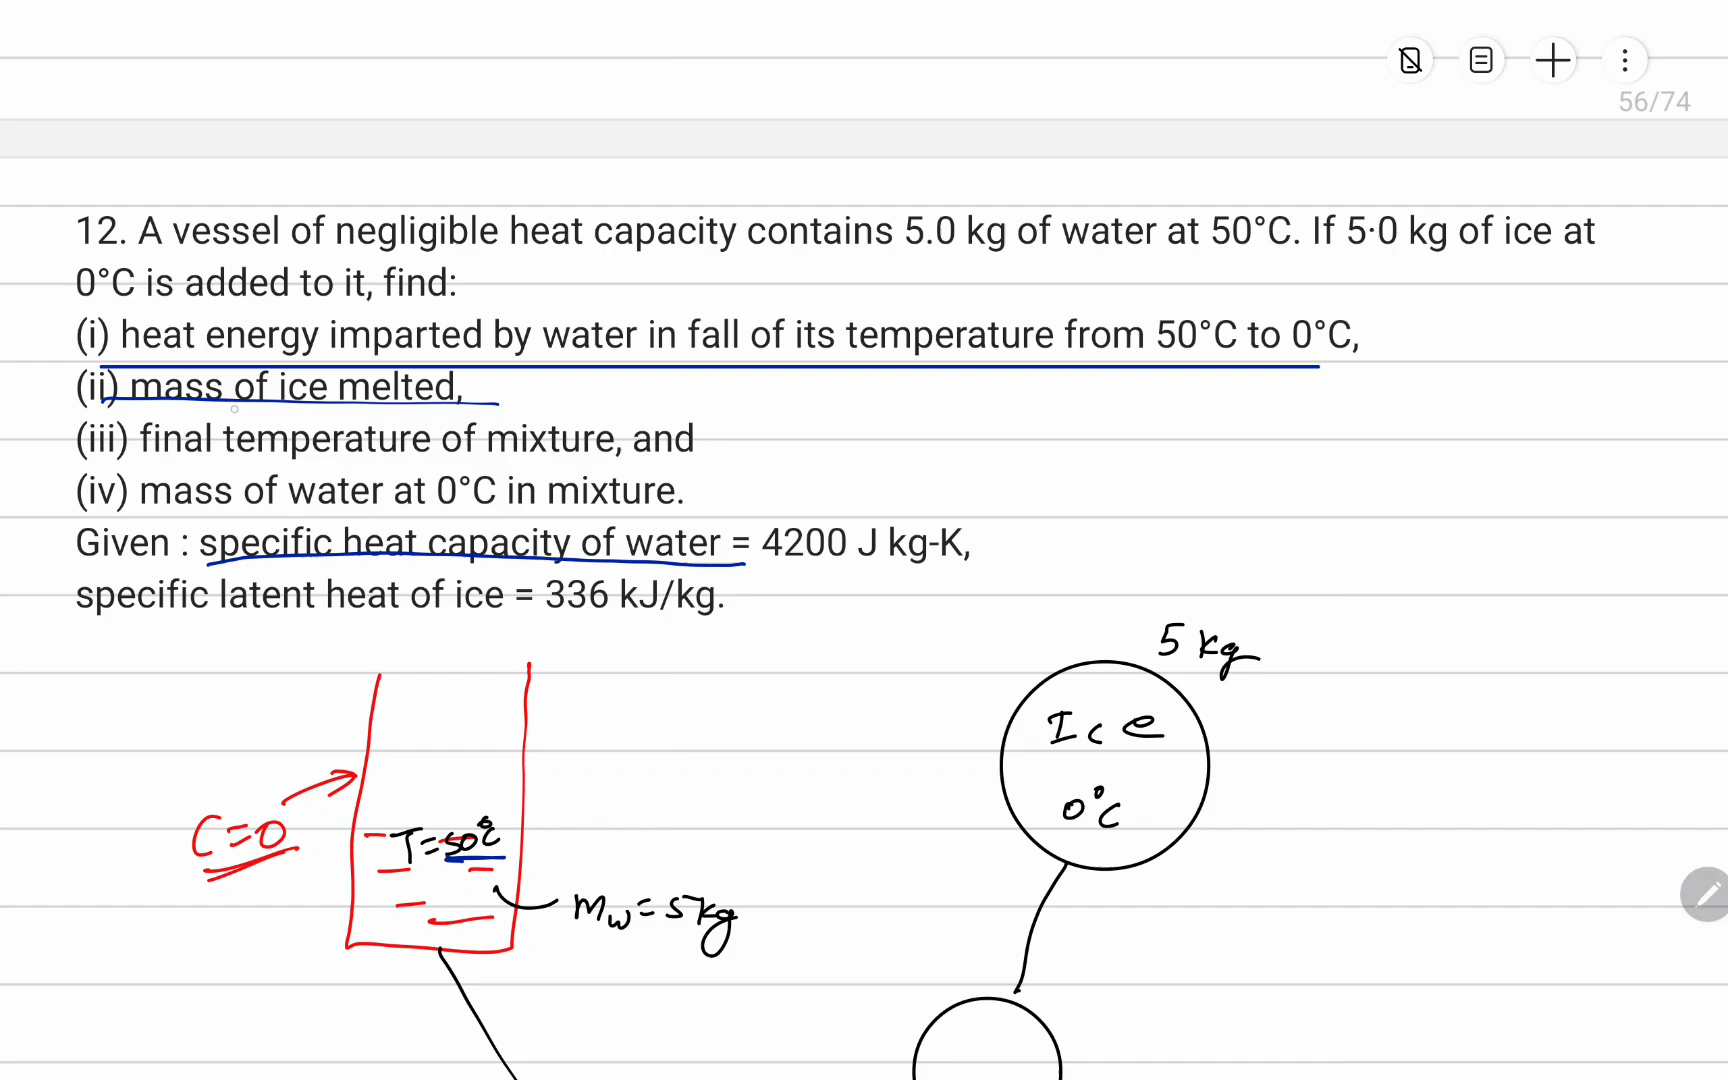 56/74
12. A vessel of negligible heat capacity contains 5.0 kg of water at 50°C. If 5·0 kg of ice at
0°C is added to it, find:
(i) heat energy imparted by water in fall of its temperature from 50°C to 0°C,
(ii) mass of ice melted,
(iii) final temperature of mixture, and
(iv) mass of water at 0°C in mixture.
Given : specific heat capacity of water = 4200 J kg-K,
specific latent heat of ice = 336 kJ/kg.
5 kg
Ice
0°C
C=0
T=50°C
mw=5kg